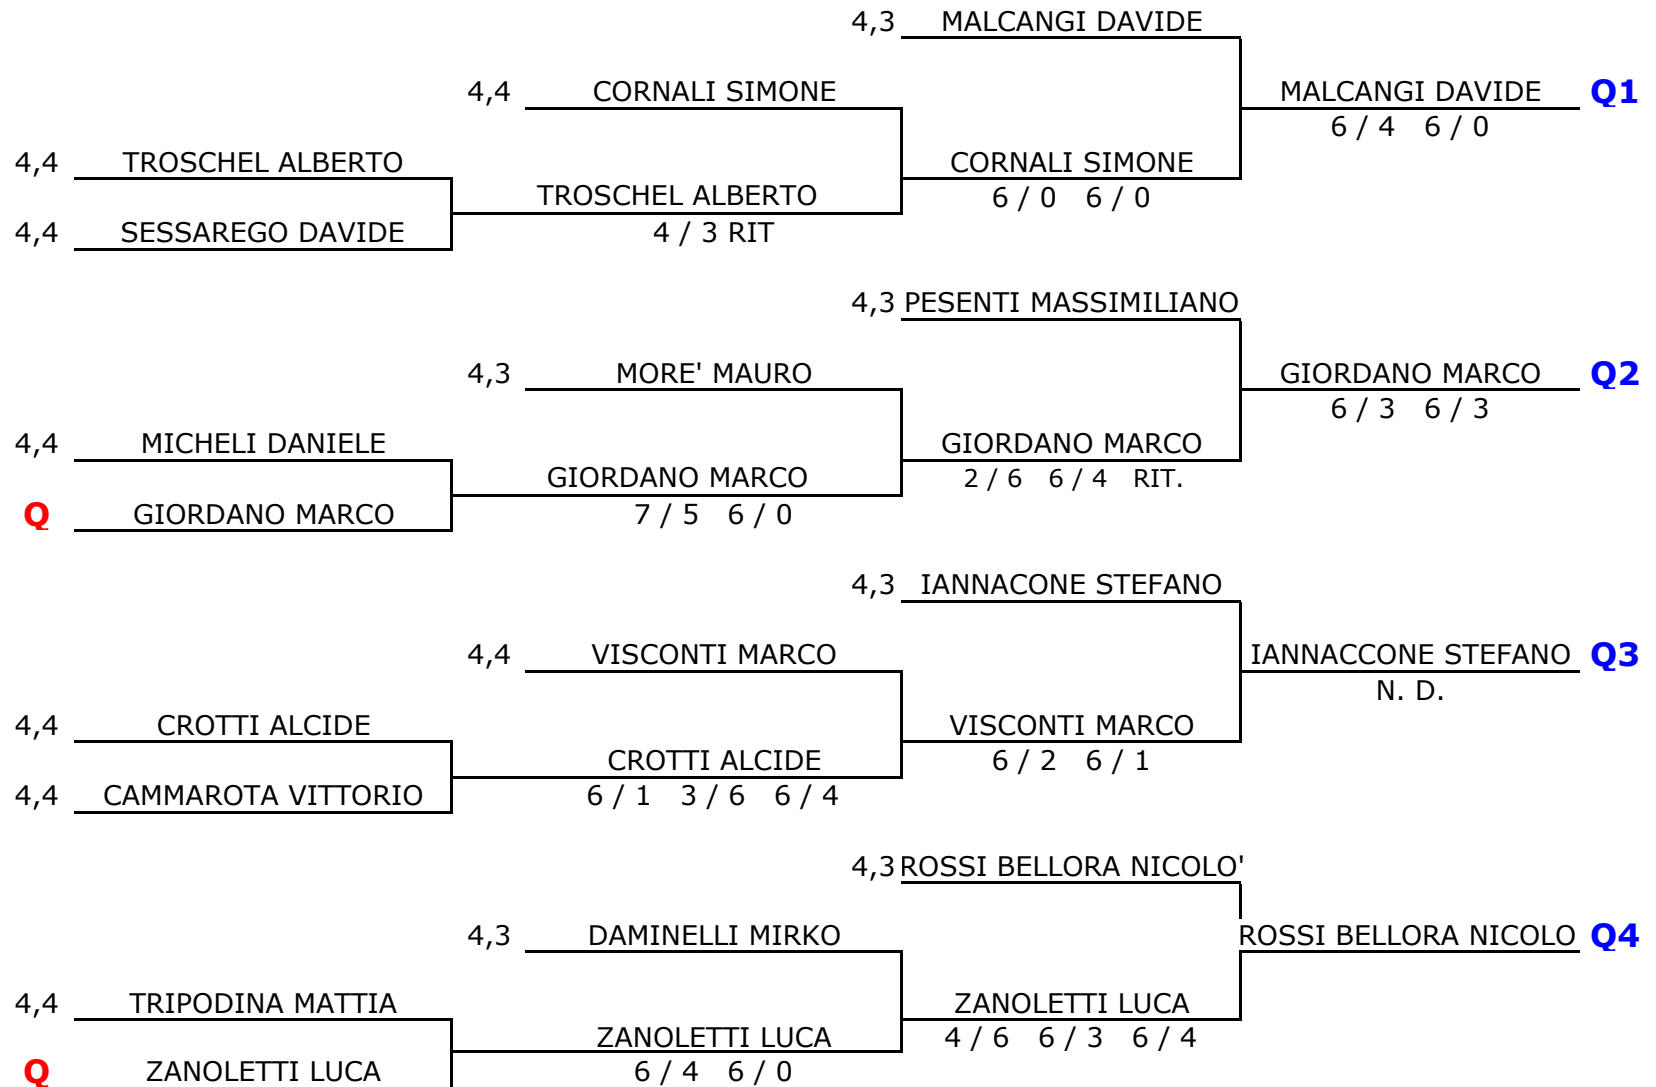 4,3 MALCANGI DAVIDE
4,4 CORNALI SIMONE MALCANGI DAVIDE Q1
6 / 4 6 / 0
4,4 TROSCHEL ALBERTO CORNALI SIMONE
TROSCHEL ALBERTO 6 / 0 6 / 0
4,4 SESSAREGO DAVIDE 4 / 3 RIT
4,3 PESENTI MASSIMILIANO
4,3 MORE' MAURO GIORDANO MARCO Q2
6 / 3 6 / 3
4,4 MICHELI DANIELE GIORDANO MARCO
GIORDANO MARCO 2 / 6 6 / 4 RIT.
Q GIORDANO MARCO 7 / 5 6 / 0
4,3 IANNACONE STEFANO
4,4 VISCONTI MARCO IANNACCONE STEFANO Q3
N. D.
4,4 CROTTI ALCIDE VISCONTI MARCO
CROTTI ALCIDE 6 / 2 6 / 1
4,4 CAMMAROTA VITTORIO 6 / 1 3 / 6 6 / 4
4,3 ROSSI BELLORA NICOLO'
4,3 DAMINELLI MIRKO ROSSI BELLORA NICOLO Q4
4,4 TRIPODINA MATTIA ZANOLETTI LUCA
ZANOLETTI LUCA 4 / 6 6 / 3 6 / 4
Q ZANOLETTI LUCA 6 / 4 6 / 0